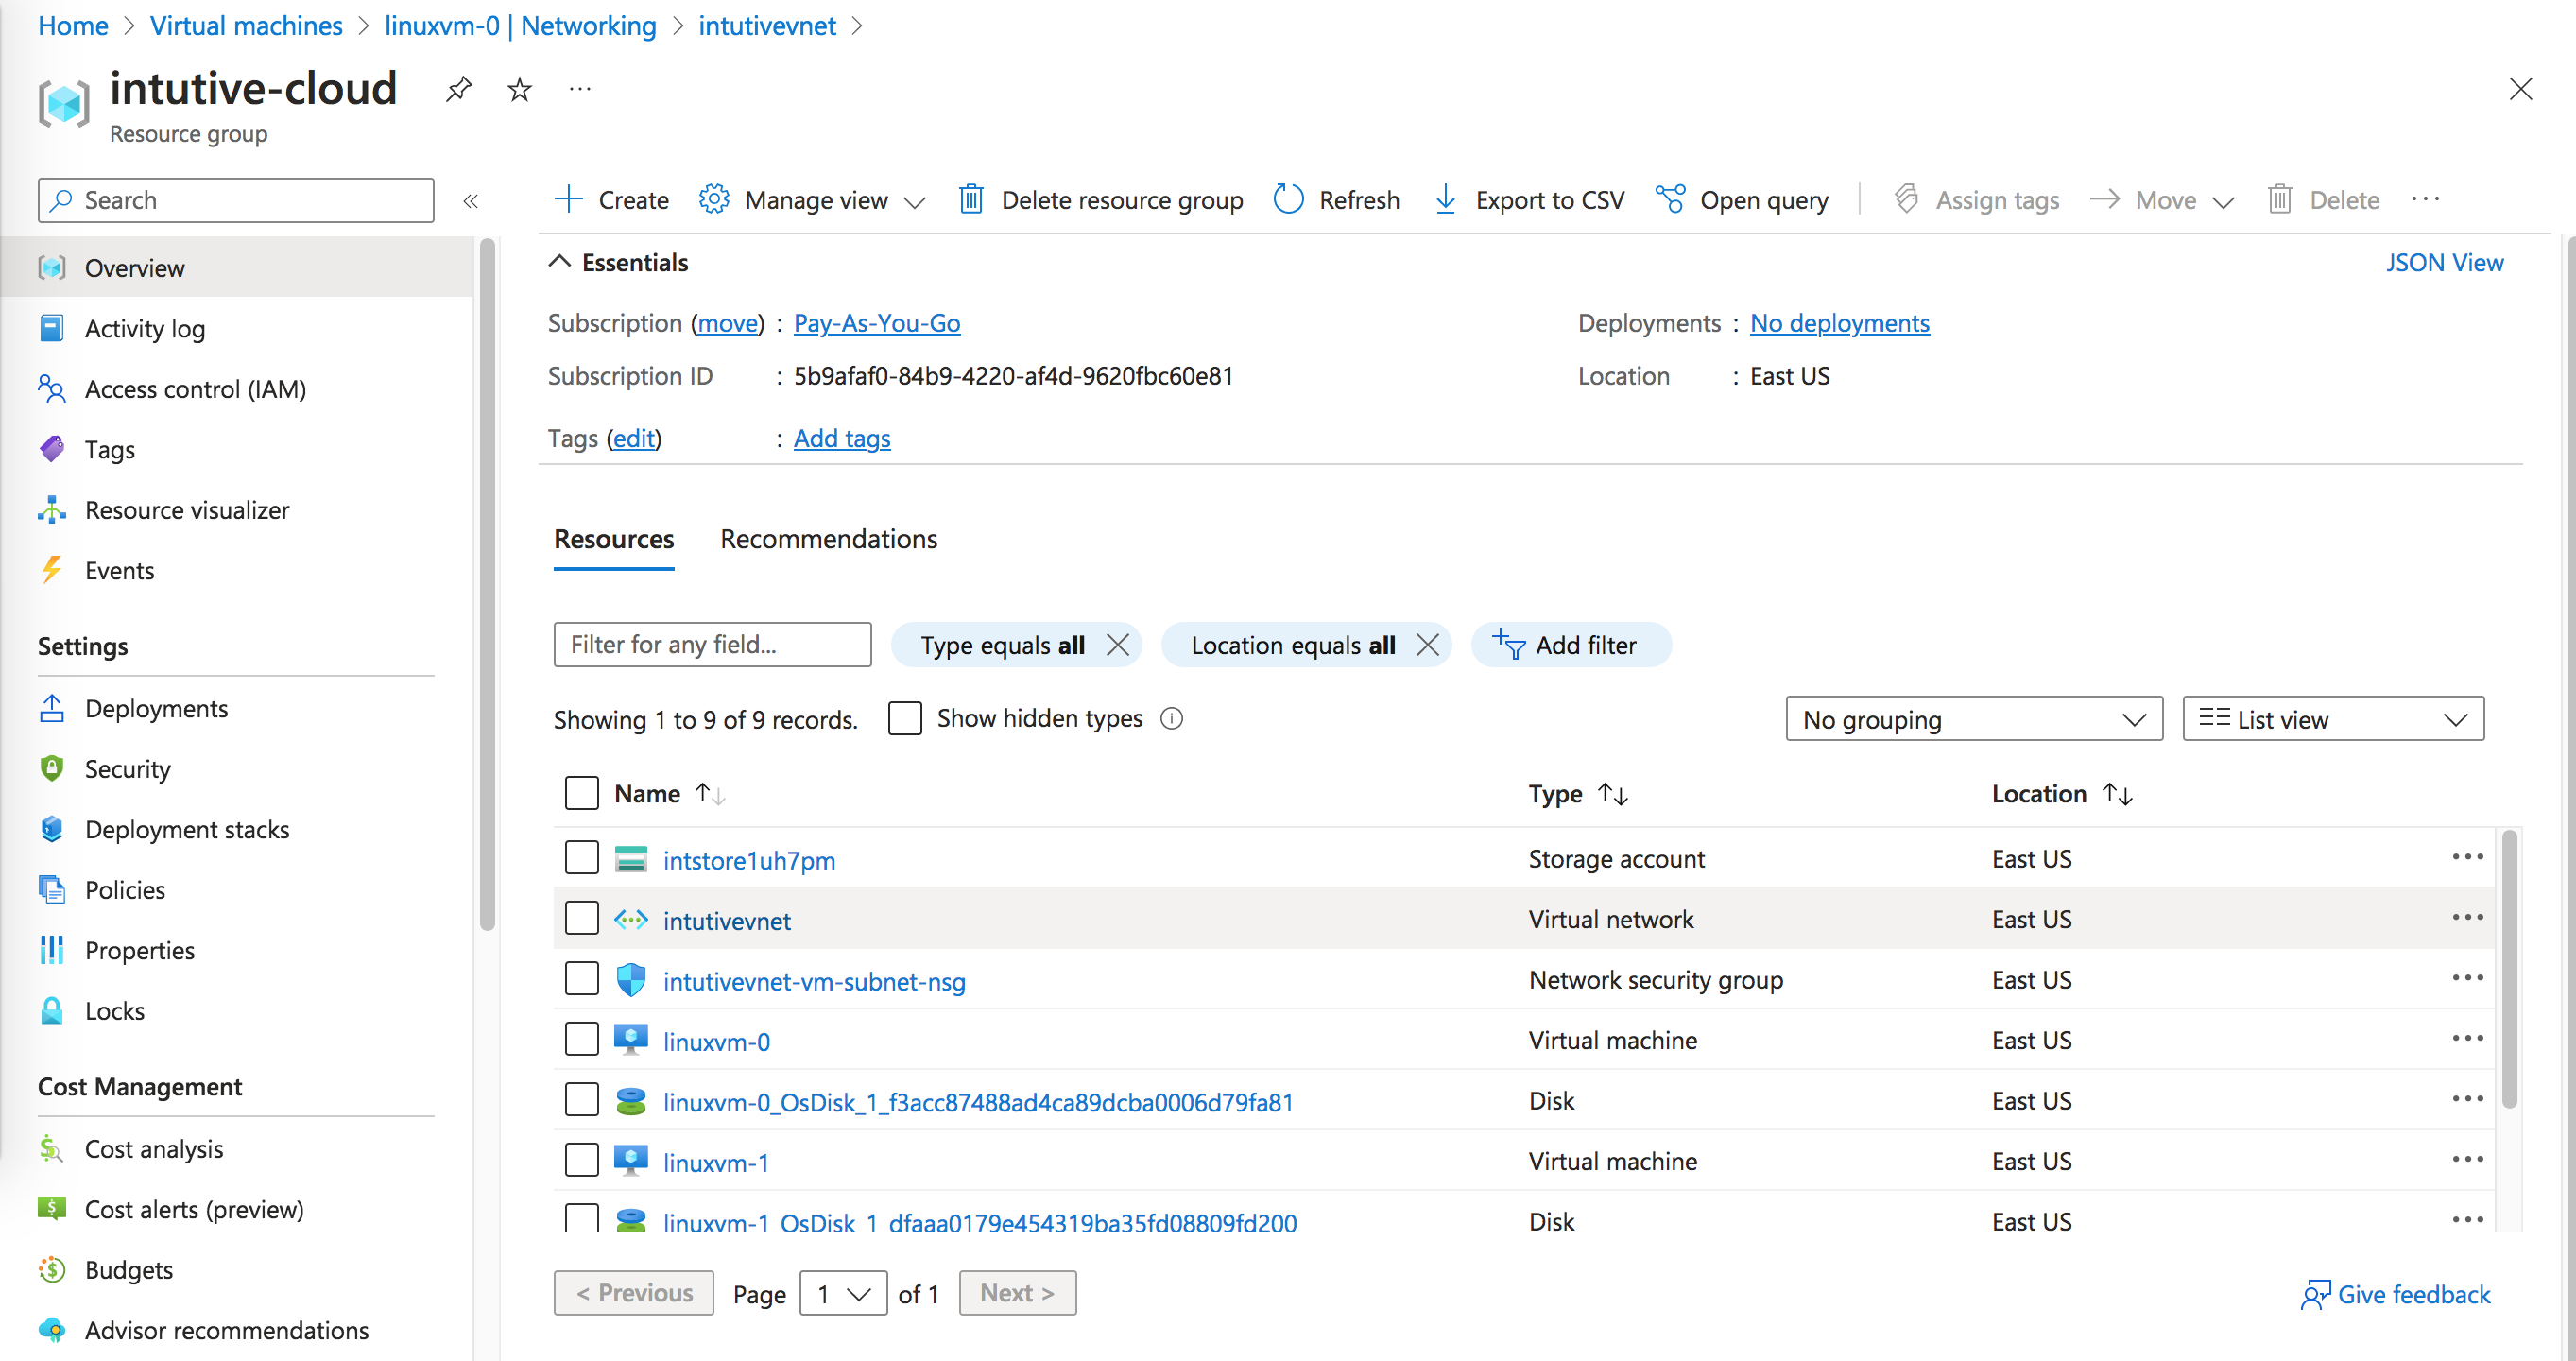 Home > Virtual machines > linuxvm-0 | Networking > intutivevnet >
intutive-cloud
Resource group
Search
Create Manage view Delete resource group Refresh Export to CSV Open query Assign tags Move Delete
Overview
Activity log
Access control (IAM)
Tags
Resource visualizer
Events
Settings
Deployments
Security
Deployment stacks
Policies
Properties
Locks
Cost Management
Cost analysis
Cost alerts (preview)
Budgets
Advisor recommendations
Essentials
JSON View
Subscription (move) : Pay-As-You-Go
Deployments : No deployments
Subscription ID : 5b9afaf0-84b9-4220-af4d-9620fbc60e81
Location : East US
Tags (edit) : Add tags
Resources Recommendations
Filter for any field... Type equals all Location equals all Add filter
Showing 1 to 9 of 9 records. Show hidden types No grouping List view
Name Type Location
intstore1uh7pm Storage account East US
intutivevnet Virtual network East US
intutivevnet-vm-subnet-nsg Network security group East US
linuxvm-0 Virtual machine East US
linuxvm-0_OsDisk_1_f3acc87488ad4ca89dcba0006d79fa81 Disk East US
linuxvm-1 Virtual machine East US
linuxvm-1_OsDisk_1_dfaaa0179e454319ba35fd08809fd200 Disk East US
< Previous Page 1 of 1 Next >
Give feedback